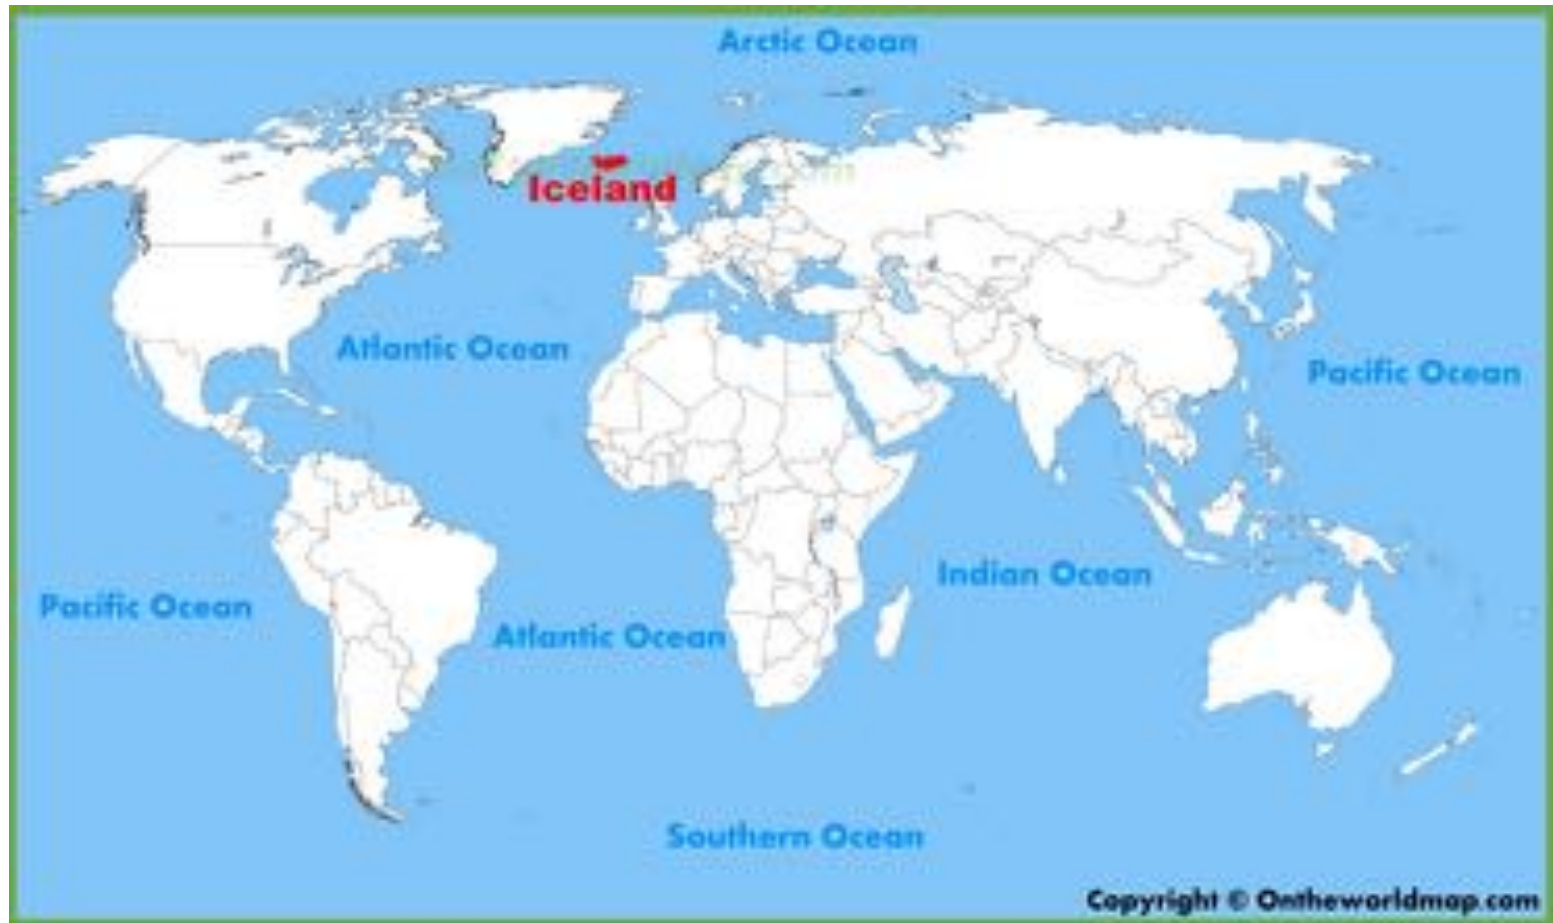 Arctic Ocean
Iceland
Atlantic Ocean
Pacific Ocean
Indian Ocean
Pacific Ocean
Atlantic Ocean
Southern Ocean
Copyright © Ontheworldmap.com